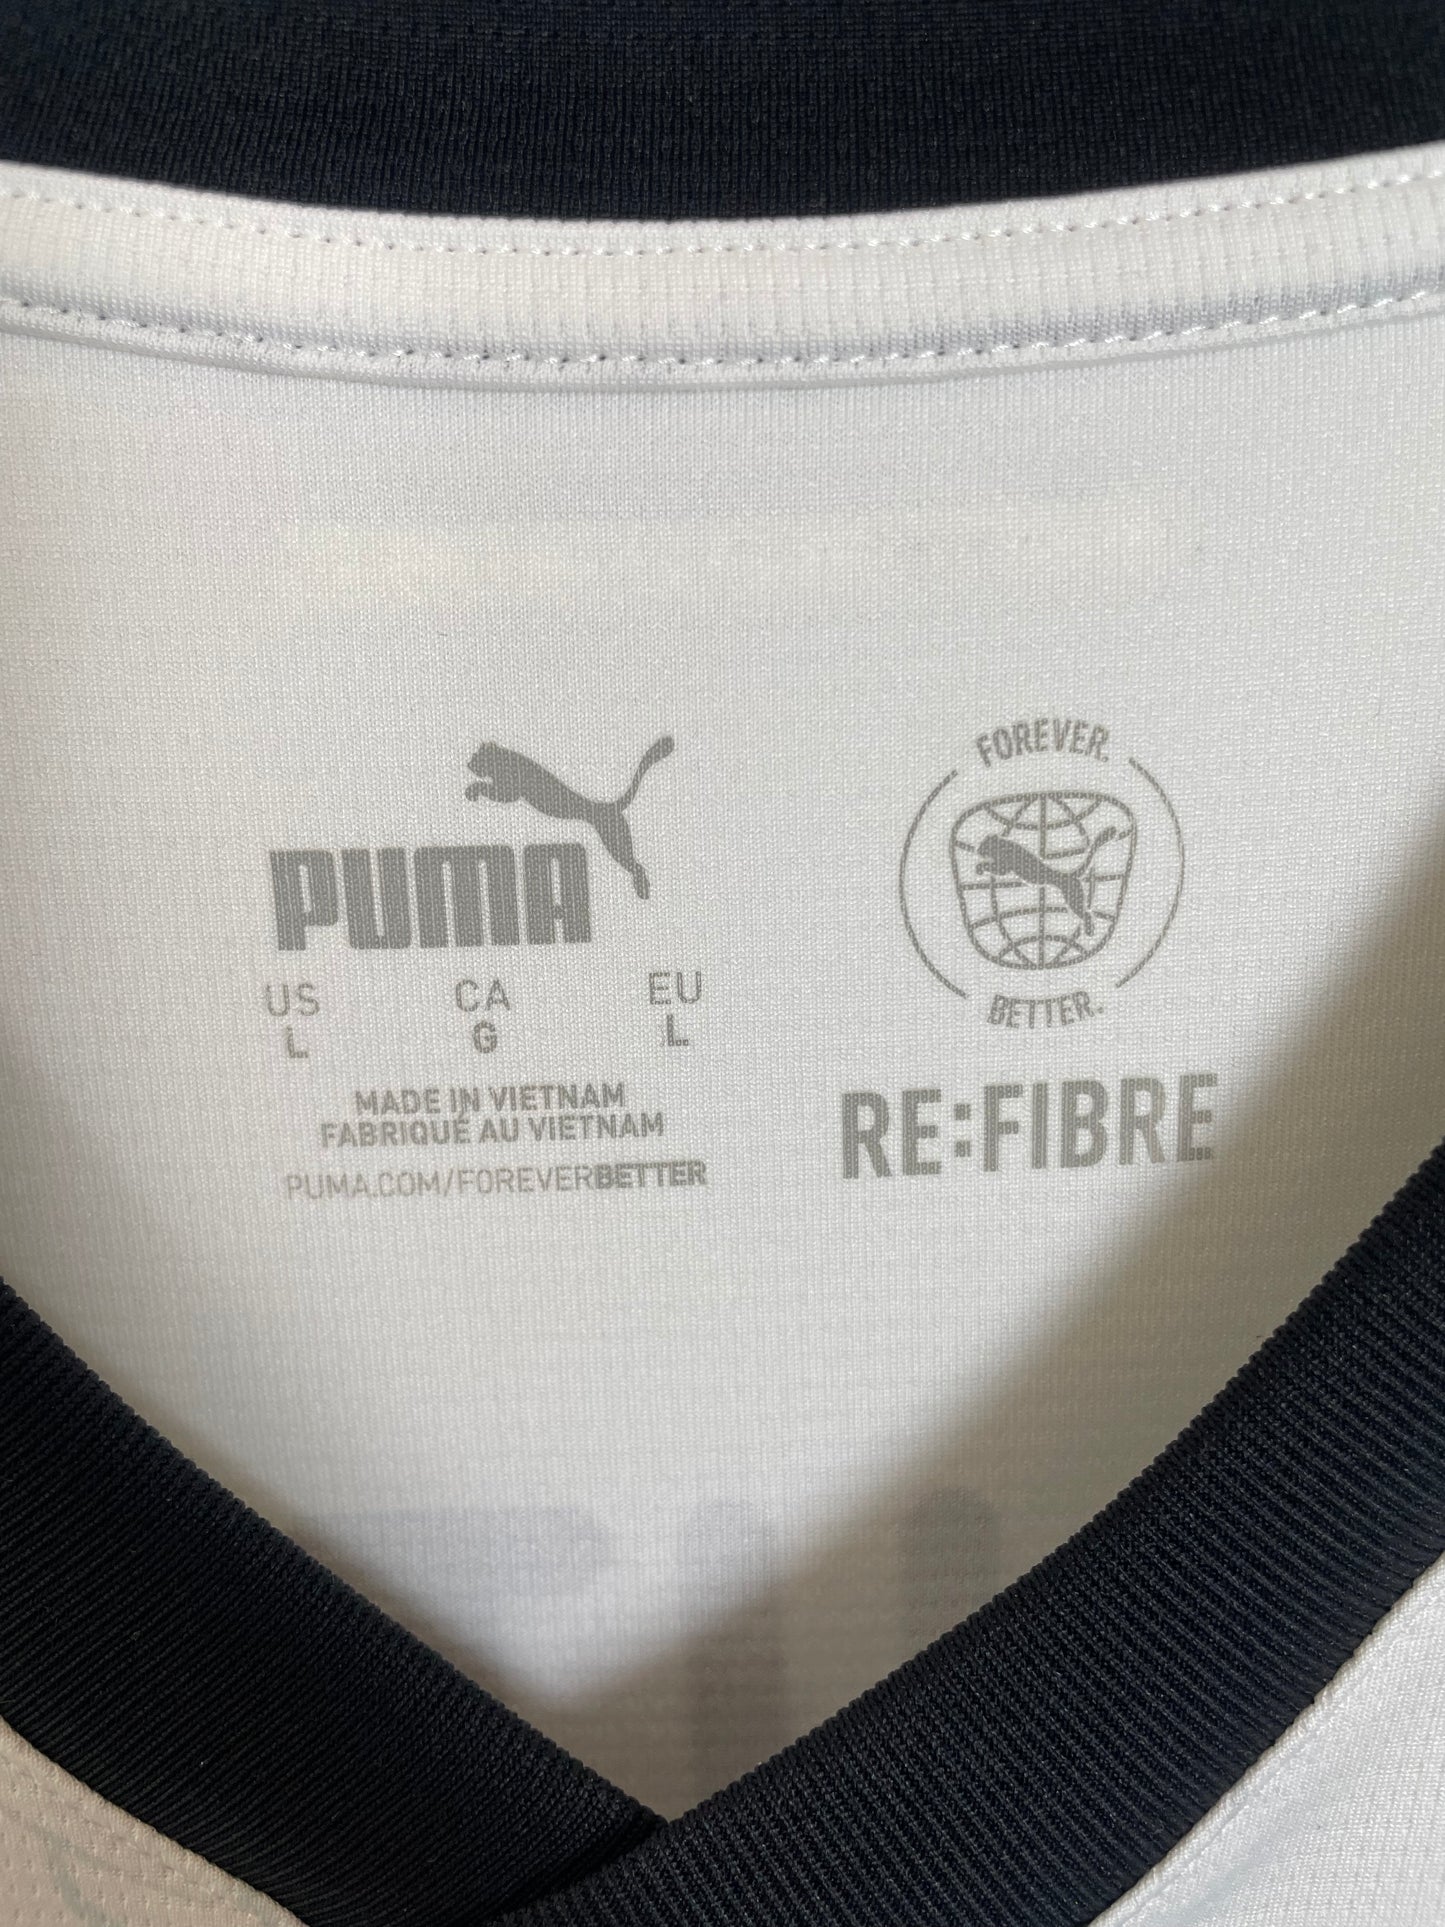 PUMA
US CA EU
L G L
MADE IN VIETNAM
FABRIQUÉ AU VIETNAM
PUMA.COM/FOREVERBETTER
FOREVER.
BETTER.
RE:FIBRE